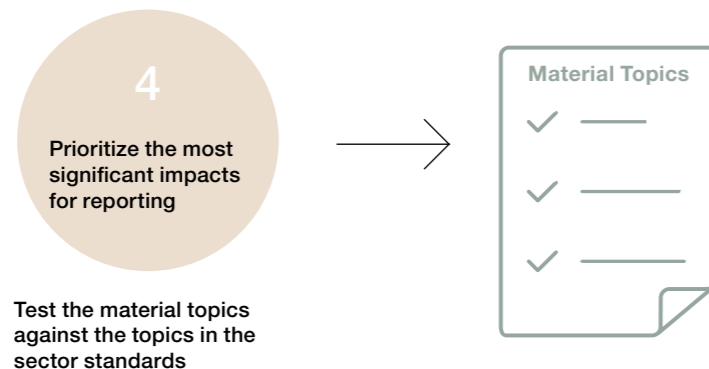 4
Prioritize the most
significant impacts
for reporting
Test the material topics
against the topics in the
sector standards
Material Topics